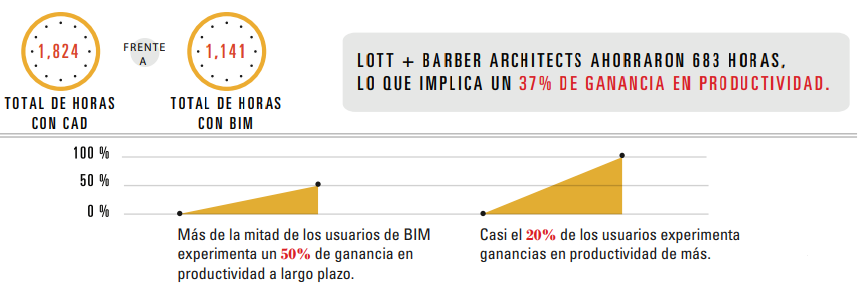 1,824
FRENTE
A
1,141
TOTAL DE HORAS
CON CAD
TOTAL DE HORAS
CON BIM
LOTT + BARBER ARCHITECTS AHORRARON 683 HORAS,
LO QUE IMPLICA UN 37% DE GANANCIA EN PRODUCTIVIDAD.
100 %
50 %
0 %
Más de la mitad de los usuarios de BIM
experimenta un 50% de ganancia en
productividad a largo plazo.
Casi el 20% de los usuarios experimenta
ganancias en productividad de más.